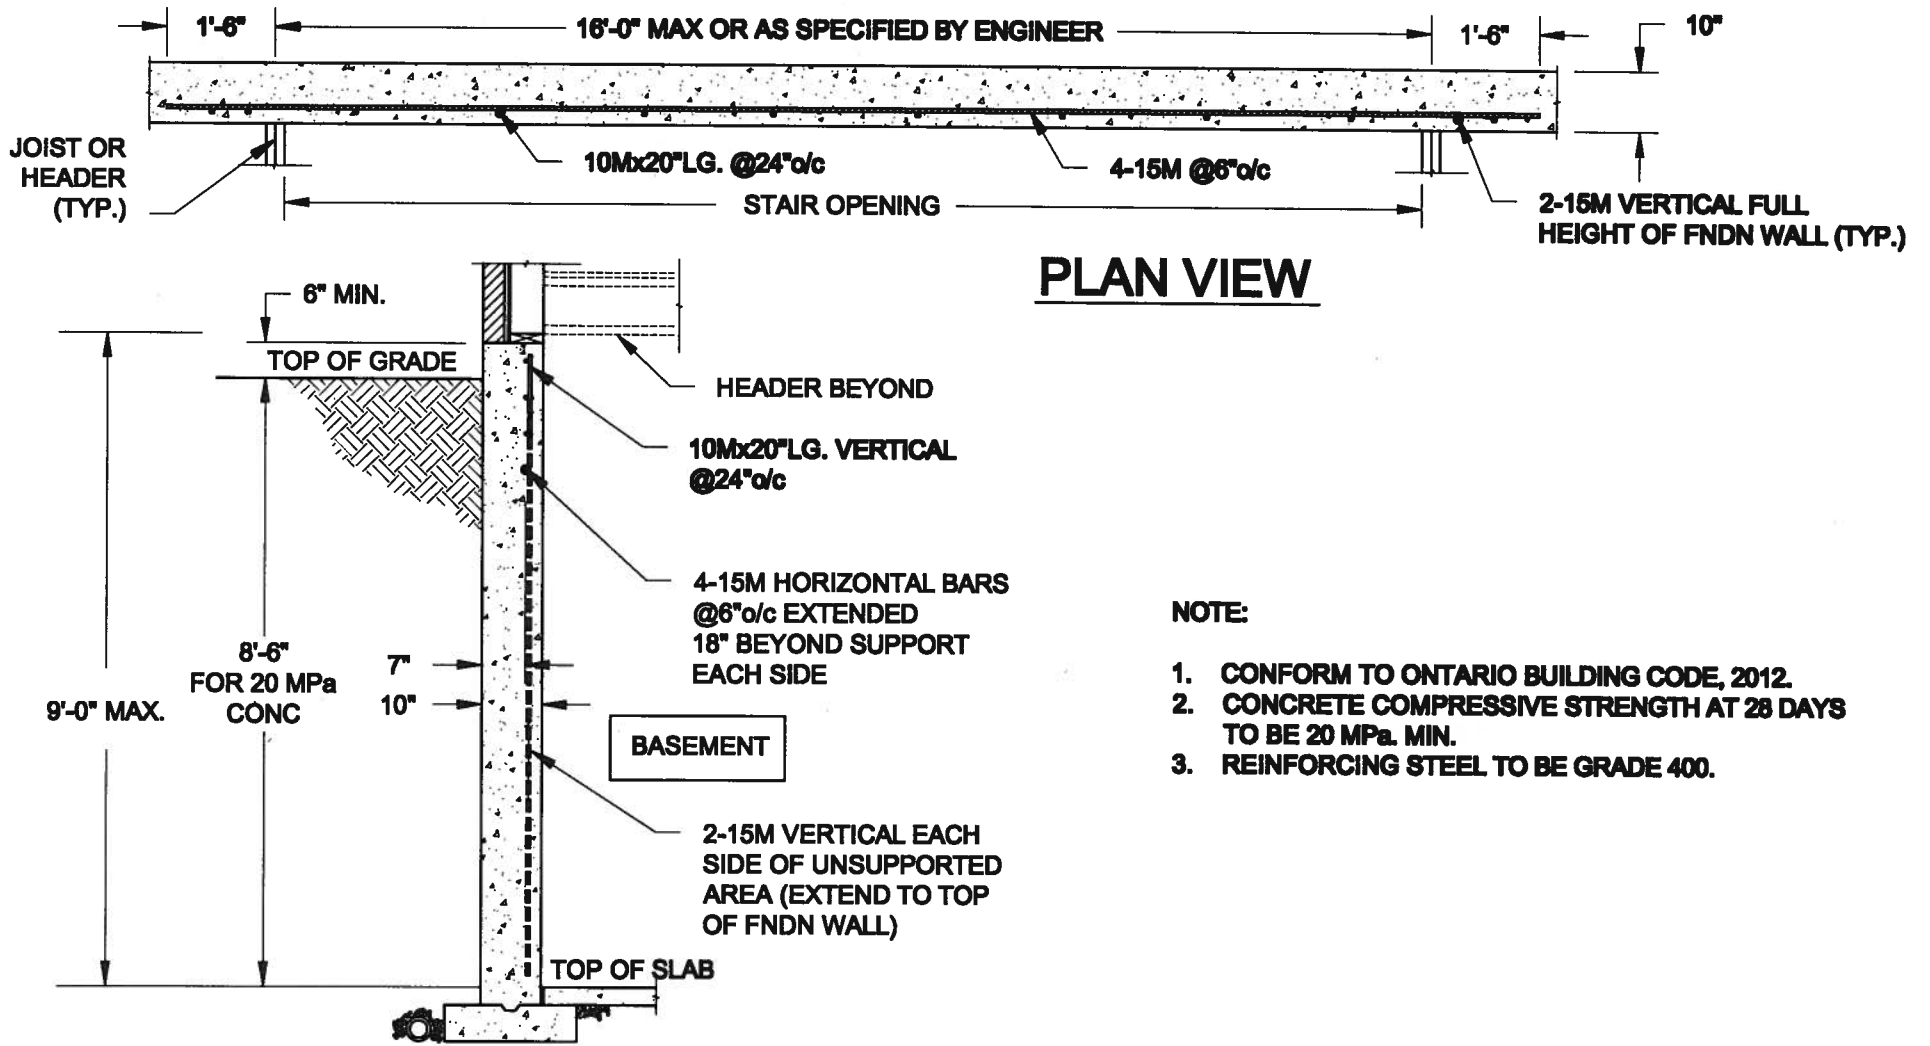 1'-6"
16'-0" MAX OR AS SPECIFIED BY ENGINEER
1'-6"
10"
JOIST OR
HEADER
(TYP.)
10Mx20"LG. @24"o/c
4-15M @6"o/c
STAIR OPENING
2-15M VERTICAL FULL
HEIGHT OF FNDN WALL (TYP.)
PLAN VIEW
6" MIN.
TOP OF GRADE
HEADER BEYOND
10Mx20"LG. VERTICAL
@24"o/c
4-15M HORIZONTAL BARS
@6"o/c EXTENDED
18" BEYOND SUPPORT
EACH SIDE
9'-0" MAX.
8'-6"
FOR 20 MPa
CONC
7"
10"
BASEMENT
2-15M VERTICAL EACH
SIDE OF UNSUPPORTED
AREA (EXTEND TO TOP
OF FNDN WALL)
TOP OF SLAB
NOTE:
1. CONFORM TO ONTARIO BUILDING CODE, 2012.
2. CONCRETE COMPRESSIVE STRENGTH AT 28 DAYS
TO BE 20 MPa. MIN.
3. REINFORCING STEEL TO BE GRADE 400.